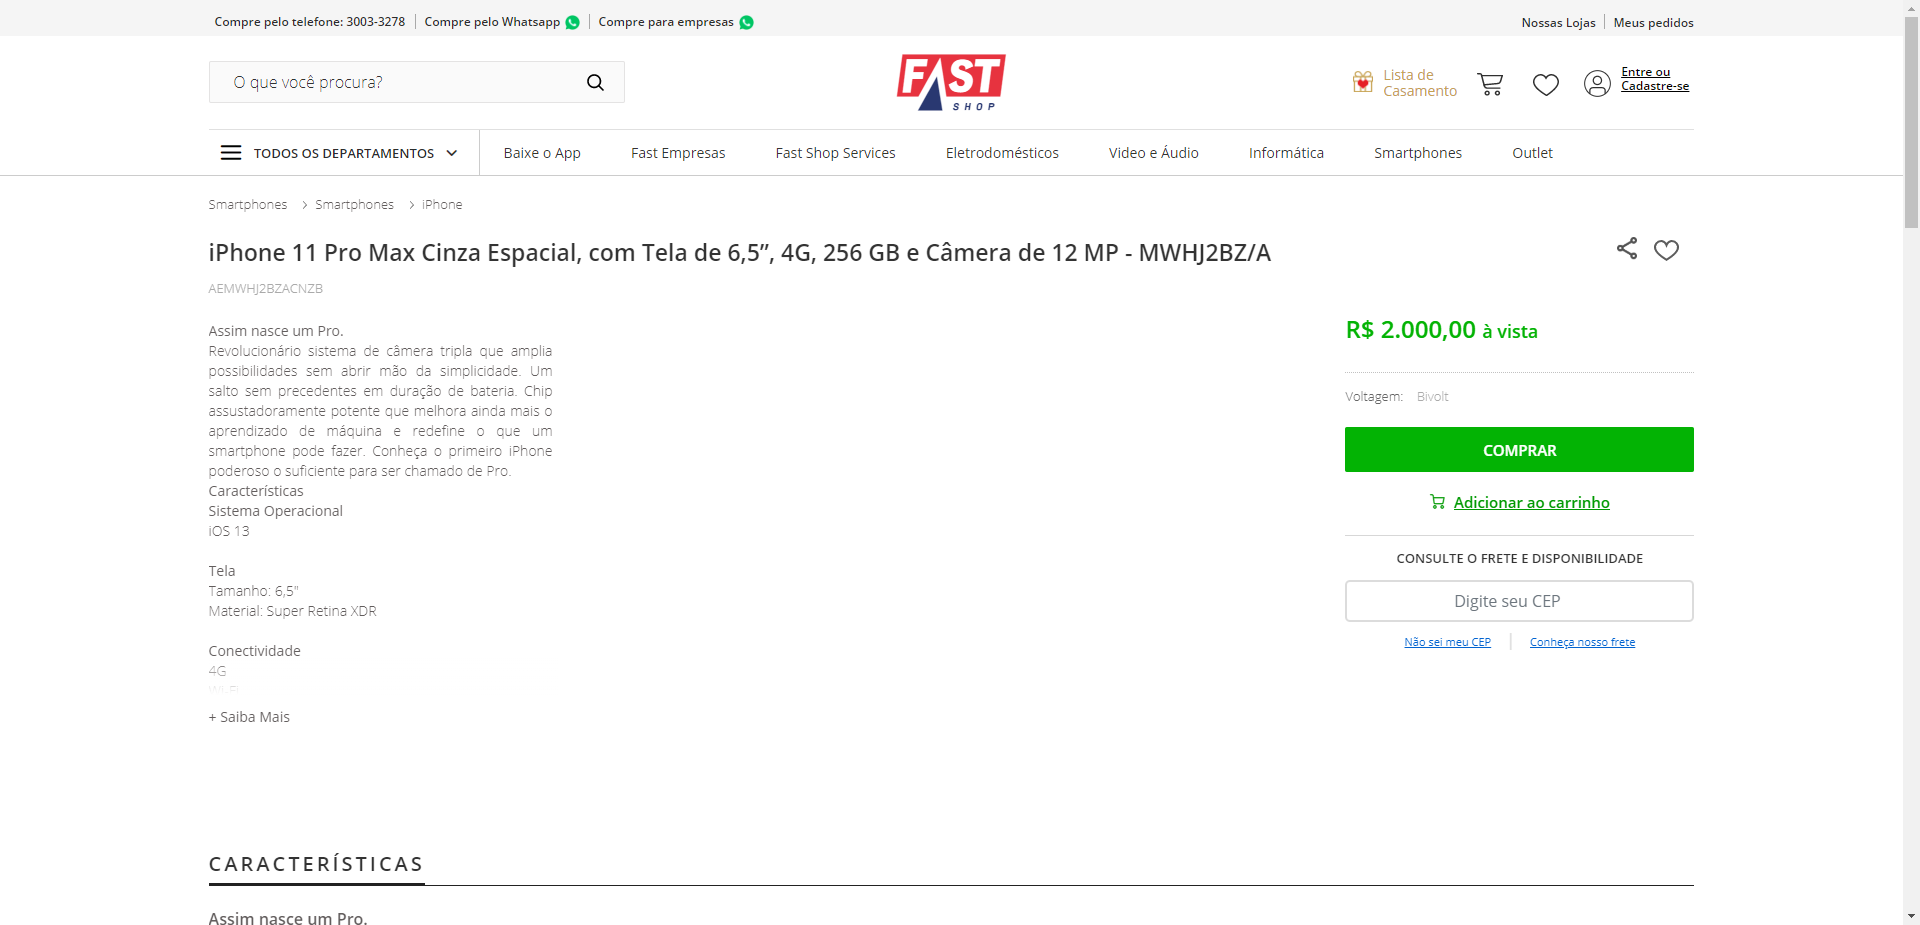 Compre pelo telefone: 3003-3278
Compre pelo Whatsapp
Compre para empresas
Nossas Lojas
Meus pedidos
O que você procura?
FAST
SHOP
Lista de
Casamento
Entre ou
Cadastre-se
TODOS OS DEPARTAMENTOS
Baixe o App
Fast Empresas
Fast Shop Services
Eletrodomésticos
Video e Áudio
Informática
Smartphones
Outlet
Smartphones
Smartphones
iPhone
iPhone 11 Pro Max Cinza Espacial, com Tela de 6,5”, 4G, 256 GB e Câmera de 12 MP - MWHJ2BZ/A
AEMWHJ2BZACNZB
Assim nasce um Pro.
Revolucionário sistema de câmera tripla que amplia
possibilidades sem abrir mão da simplicidade. Um
salto sem precedentes em duração de bateria. Chip
assustadoramente potente que melhora ainda mais o
aprendizado de máquina e redefine o que um
smartphone pode fazer. Conheça o primeiro iPhone
poderoso o suficiente para ser chamado de Pro.
Características
Sistema Operacional
iOS 13
Tela
Tamanho: 6,5"
Material: Super Retina XDR
Conectividade
4G
Wi-Fi
+ Saiba Mais
R$ 2.000,00 à vista
Voltagem: Bivolt
COMPRAR
Adicionar ao carrinho
CONSULTE O FRETE E DISPONIBILIDADE
Digite seu CEP
Não sei meu CEP
Conheça nosso frete
CARACTERÍSTICAS
Assim nasce um Pro.